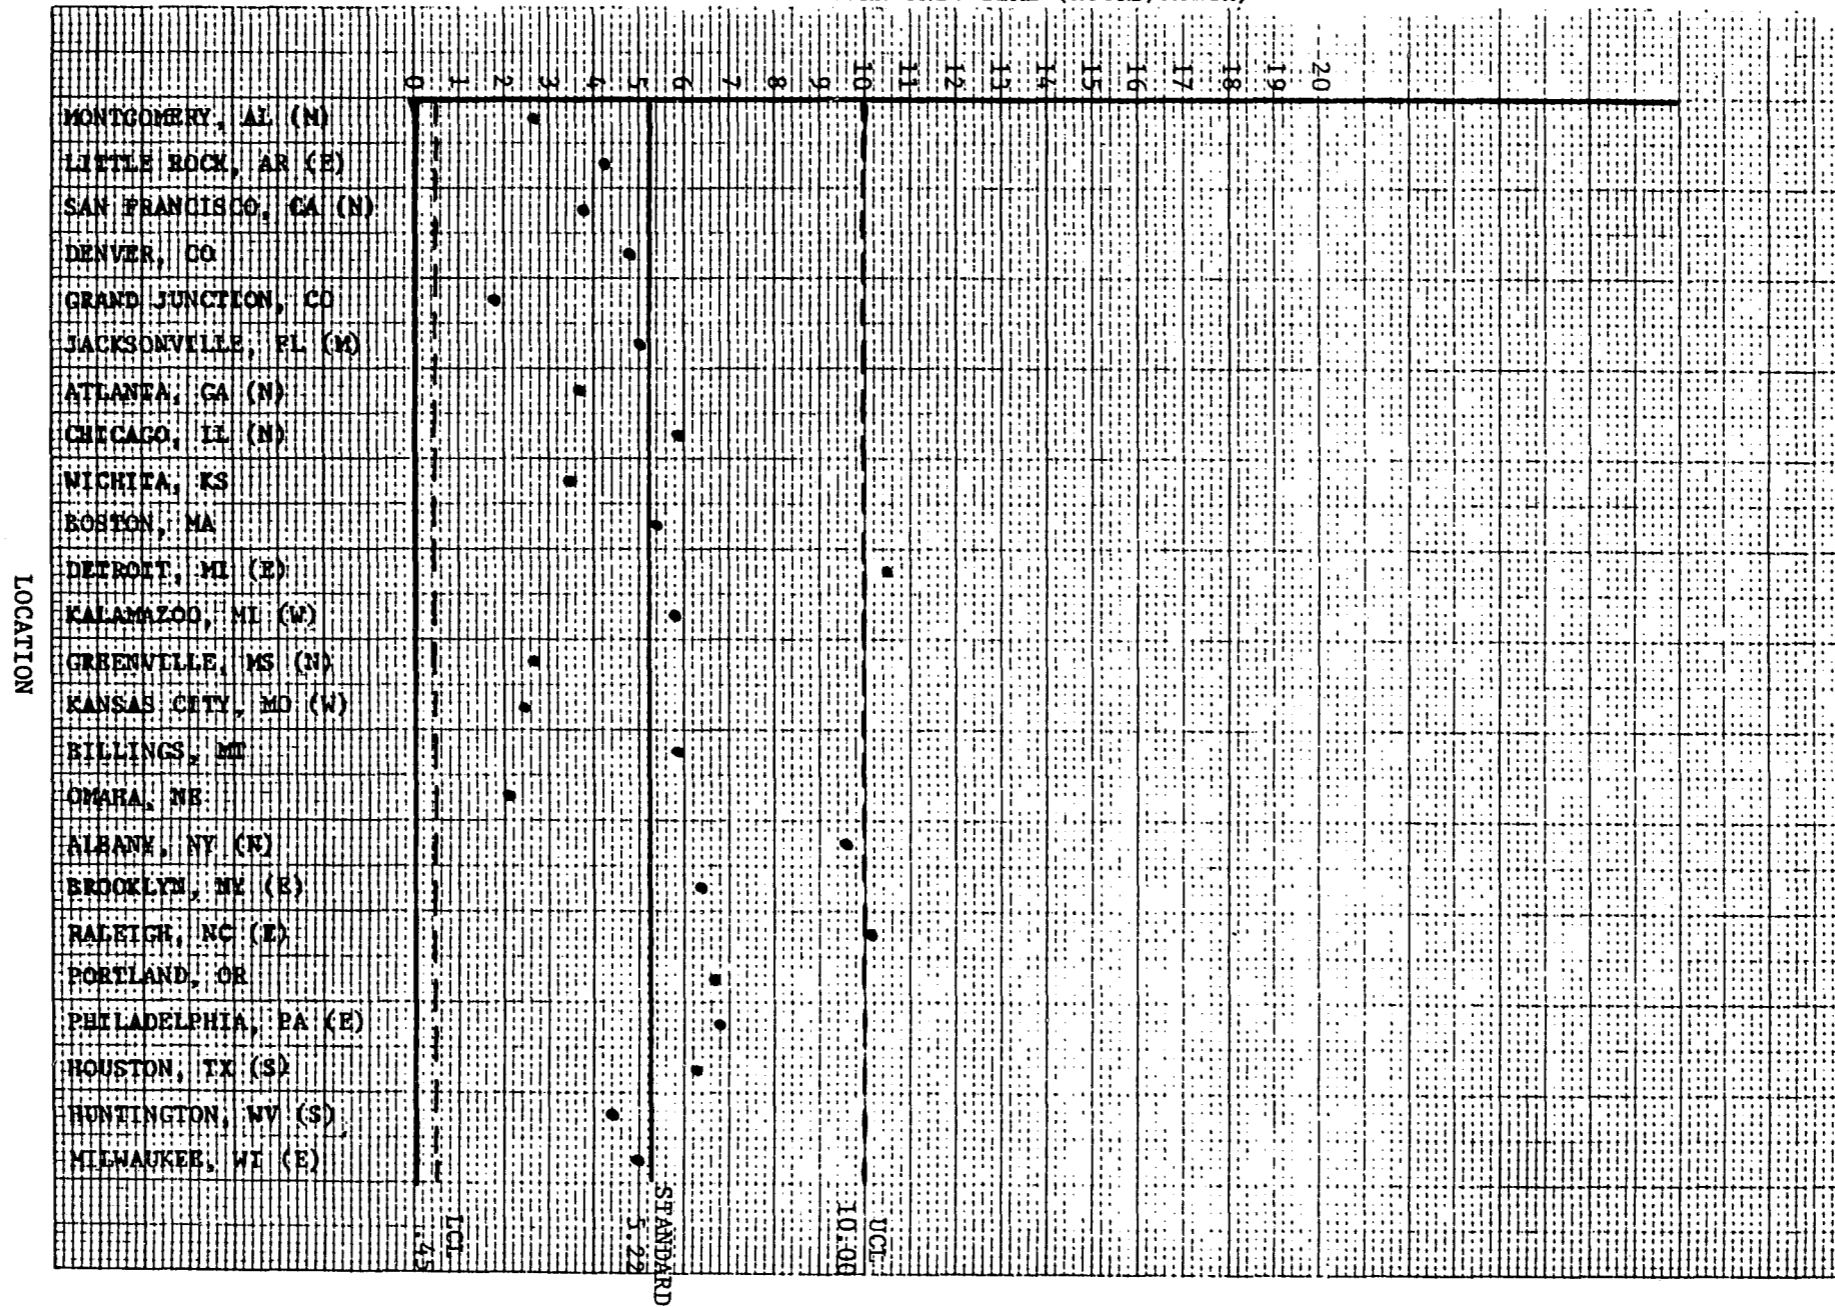 0 1 2 3 4 5 6 7 8 9 10 11 12 13 14 15 16 17 18 19 20
MONTGOMERY, AL (M)
LITTLE ROCK, AR (E)
SAN FRANCISCO, CA (N)
DENVER, CO
GRAND JUNCTION, CO
JACKSONVILLE, FL (M)
ATLANTA, GA (N)
CHICAGO, IL (N)
WICHITA, KS
BOSTON, MA
DETROIT, MI (E)
KALAMAZOO, MI (W)
GREENVILLE, MS (N)
KANSAS CITY, MO (W)
BILLINGS, MT
OMAHA, NE
ALBANY, NY (N)
BROOKLYN, NY (E)
RALEIGH, NC (E)
PORTLAND, OR
PHILADELPHIA, PA (E)
HOUSTON, TX (S)
HUNTINGTON, WV (S)
MILWAUKEE, WI (E)
LOCATION
LCL
.45
STANDARD
5.22
UCL
10.00